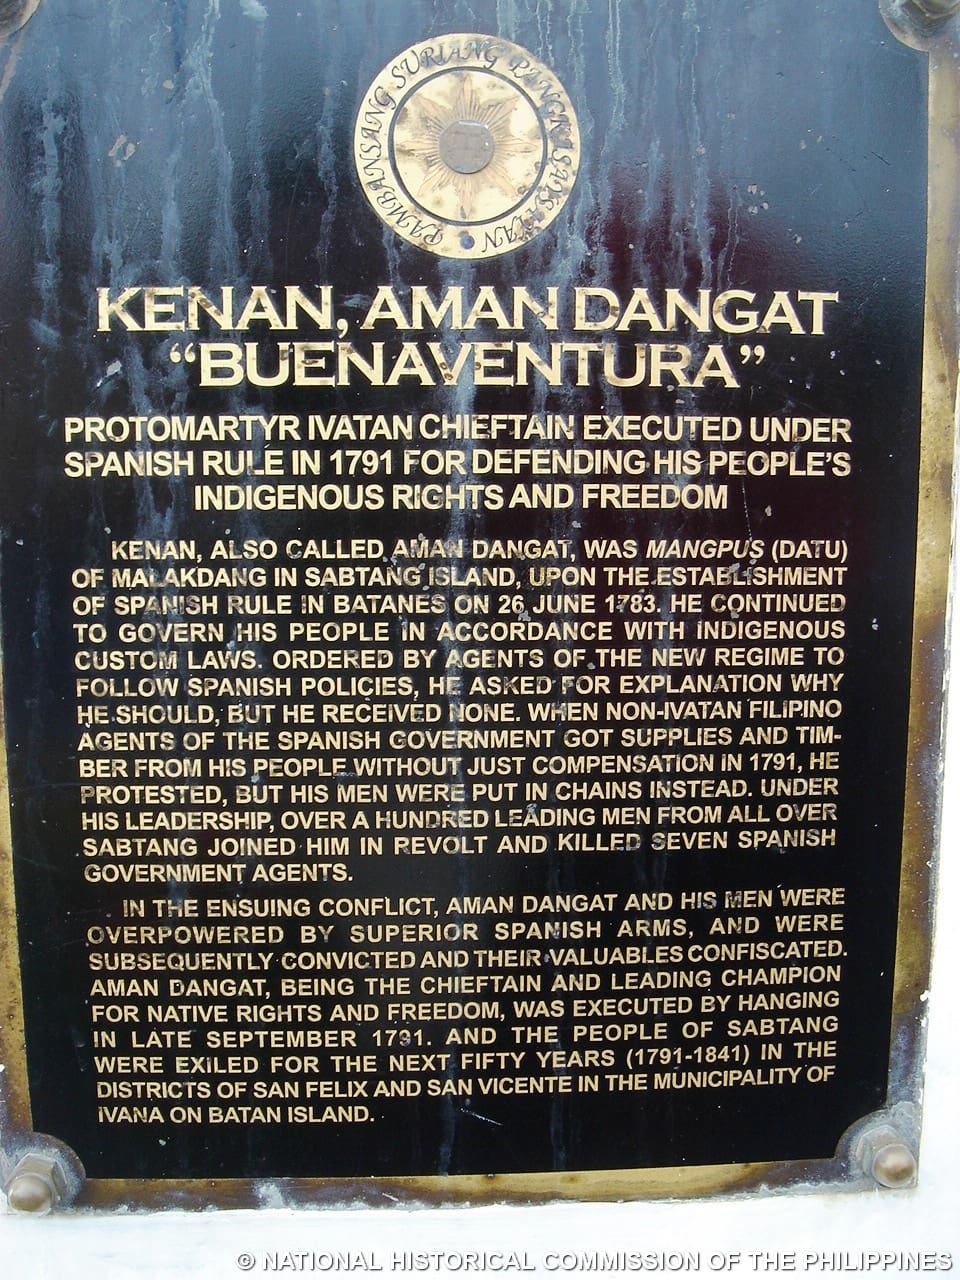 PAMBANSANG SURIANG PANGKASAYSAYAN
KENAN, AMAN DANGAT
“BUENAVENTURA”
PROTOMARTYR IVATAN CHIEFTAIN EXECUTED UNDER
SPANISH RULE IN 1791 FOR DEFENDING HIS PEOPLE’S
INDIGENOUS RIGHTS AND FREEDOM
KENAN, ALSO CALLED AMAN DANGAT, WAS MANGPUS (DATU)
OF MALAKDANG IN SABTANG ISLAND, UPON THE ESTABLISHMENT
OF SPANISH RULE IN BATANES ON 26 JUNE 1783. HE CONTINUED
TO GOVERN HIS PEOPLE IN ACCORDANCE WITH INDIGENOUS
CUSTOM LAWS. ORDERED BY AGENTS OF THE NEW REGIME TO
FOLLOW SPANISH POLICIES, HE ASKED FOR EXPLANATION WHY
HE SHOULD, BUT HE RECEIVED NONE. WHEN NON-IVATAN FILIPINO
AGENTS OF THE SPANISH GOVERNMENT GOT SUPPLIES AND TIM-
BER FROM HIS PEOPLE WITHOUT JUST COMPENSATION IN 1791, HE
PROTESTED, BUT HIS MEN WERE PUT IN CHAINS INSTEAD. UNDER
HIS LEADERSHIP, OVER A HUNDRED LEADING MEN FROM ALL OVER
SABTANG JOINED HIM IN REVOLT AND KILLED SEVEN SPANISH
GOVERNMENT AGENTS.
IN THE ENSUING CONFLICT, AMAN DANGAT AND HIS MEN WERE
OVERPOWERED BY SUPERIOR SPANISH ARMS, AND WERE
SUBSEQUENTLY CONVICTED AND THEIR VALUABLES CONFISCATED.
AMAN DANGAT, BEING THE CHIEFTAIN AND LEADING CHAMPION
FOR NATIVE RIGHTS AND FREEDOM, WAS EXECUTED BY HANGING
IN LATE SEPTEMBER 1791. AND THE PEOPLE OF SABTANG
WERE EXILED FOR THE NEXT FIFTY YEARS (1791-1841) IN THE
DISTRICTS OF SAN FELIX AND SAN VICENTE IN THE MUNICIPALITY OF
IVANA ON BATAN ISLAND.
© NATIONAL HISTORICAL COMMISSION OF THE PHILIPPINES